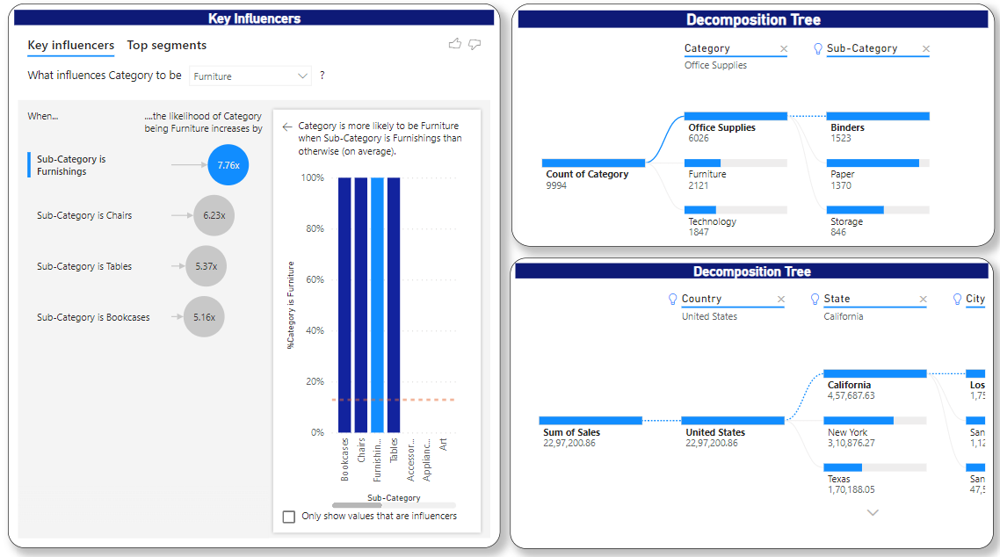 Key Influencers
Key influencers Top segments
What influences Category to be Furniture ?
When...
....the likelihood of Category
being Furniture increases by
Sub-Category is
Furnishings
7.76x
Sub-Category is Chairs
6.23x
Sub-Category is Tables
5.37x
Sub-Category is Bookcases
5.16x
Category is more likely to be Furniture
when Sub-Category is Furnishings than
otherwise (on average).
%Category is Furniture
100%
80%
60%
40%
20%
0%
Bookcases
Chairs
Furnishin...
Tables
Accessor...
Applianc...
Art
Sub-Category
Only show values that are influencers
Decomposition Tree
Category
Office Supplies
Sub-Category
Count of Category
9994
Office Supplies
6026
Furniture
2121
Technology
1847
Binders
1523
Paper
1370
Storage
846
Decomposition Tree
Country
United States
State
California
City
Sum of Sales
22,97,200.86
United States
22,97,200.86
California
4,57,687.63
New York
3,10,876.27
Texas
1,70,188.05
Los
1,75
San
1,12
San
47,5